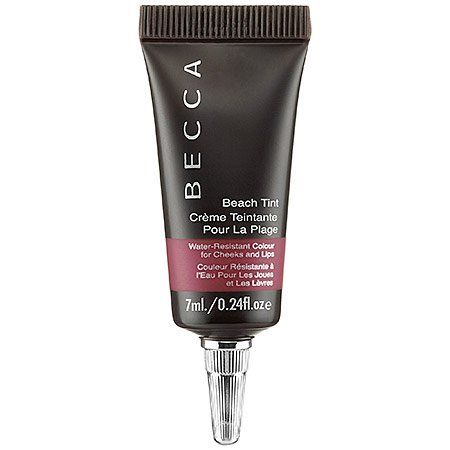 BECCA
Beach Tint
Crème Teintante
Pour La Plage
Water-Resistant Colour
for Cheeks and Lips
Couleur Résistante à
l'Eau Pour Les Joues
et Les Lèvres
7ml./0.24fl.oz℮